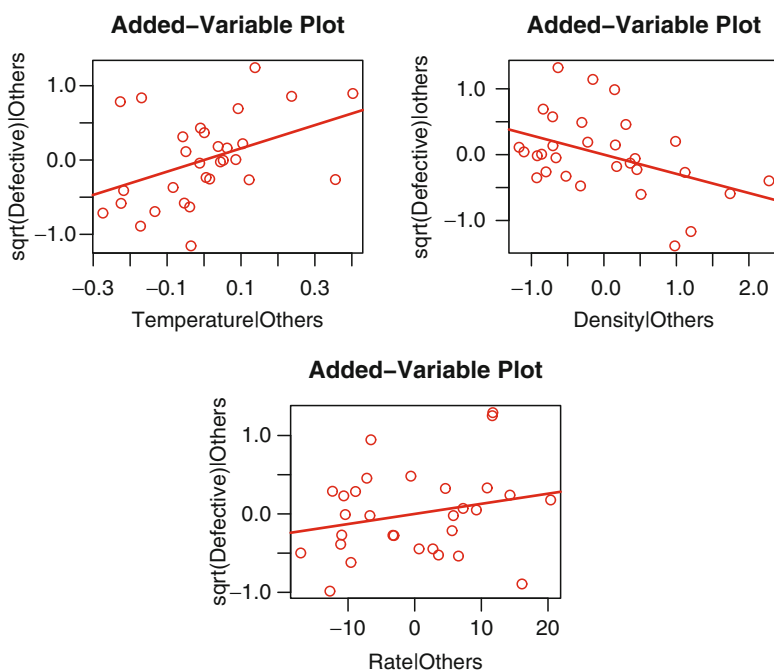 Added−Variable Plot
sqrt(Defective)|Others
1.0
0.0
−1.0
−0.3
−0.1
0.1
0.3
Temperature|Others
Added−Variable Plot
sqrt(Defective)|others
1.0
0.0
−1.0
−1.0
0.0
1.0
2.0
Density|Others
Added−Variable Plot
sqrt(Defective)|Others
1.0
0.0
−1.0
−10
0
10
20
Rate|Others